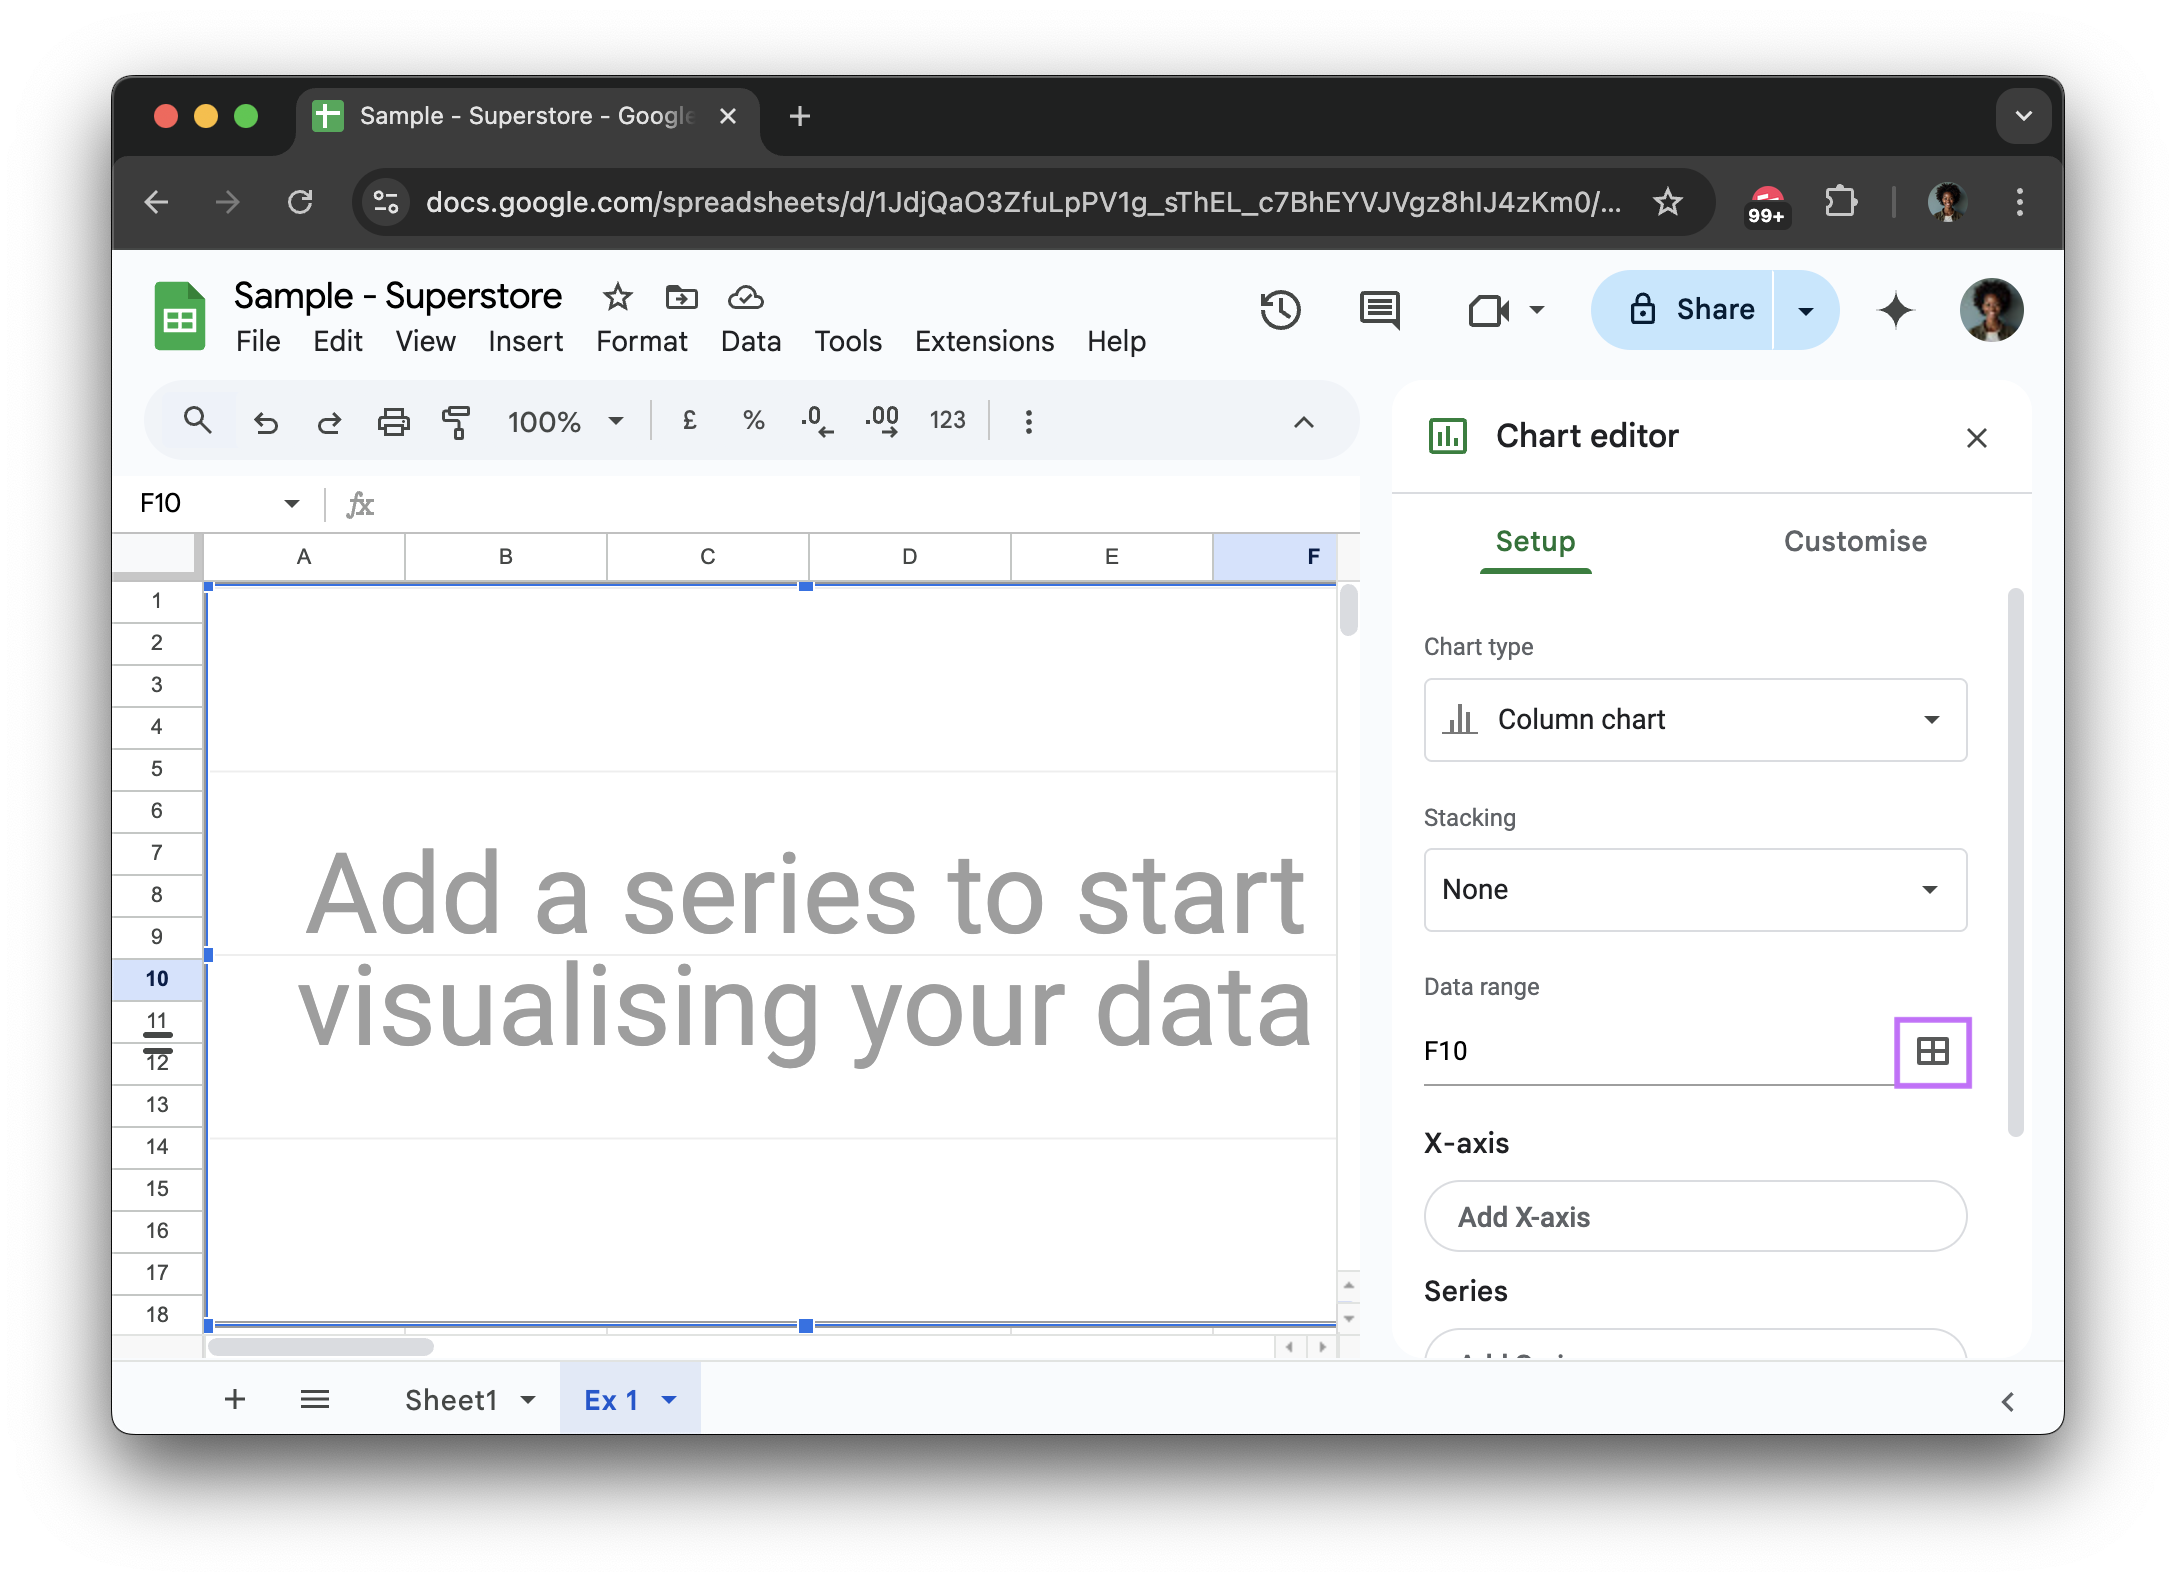 Sample - Superstore - Google
docs.google.com/spreadsheets/d/1JdjQaO3ZfuLpPV1g_sThEL_c7BhEYVJVgz8hIJ4zKm0/...
99+
Sample - Superstore
File Edit View Insert Format Data Tools Extensions Help
Share
100% £ % .0 .00 123
Chart editor
F10 fx
Setup Customise
A B C D E F
1
2
3
4
5
6
7
8
9
10
11
12
13
14
15
16
17
18
Add a series to start
visualising your data
Chart type
Column chart
Stacking
None
Data range
F10
X-axis
Add X-axis
Series
Sheet1 Ex 1